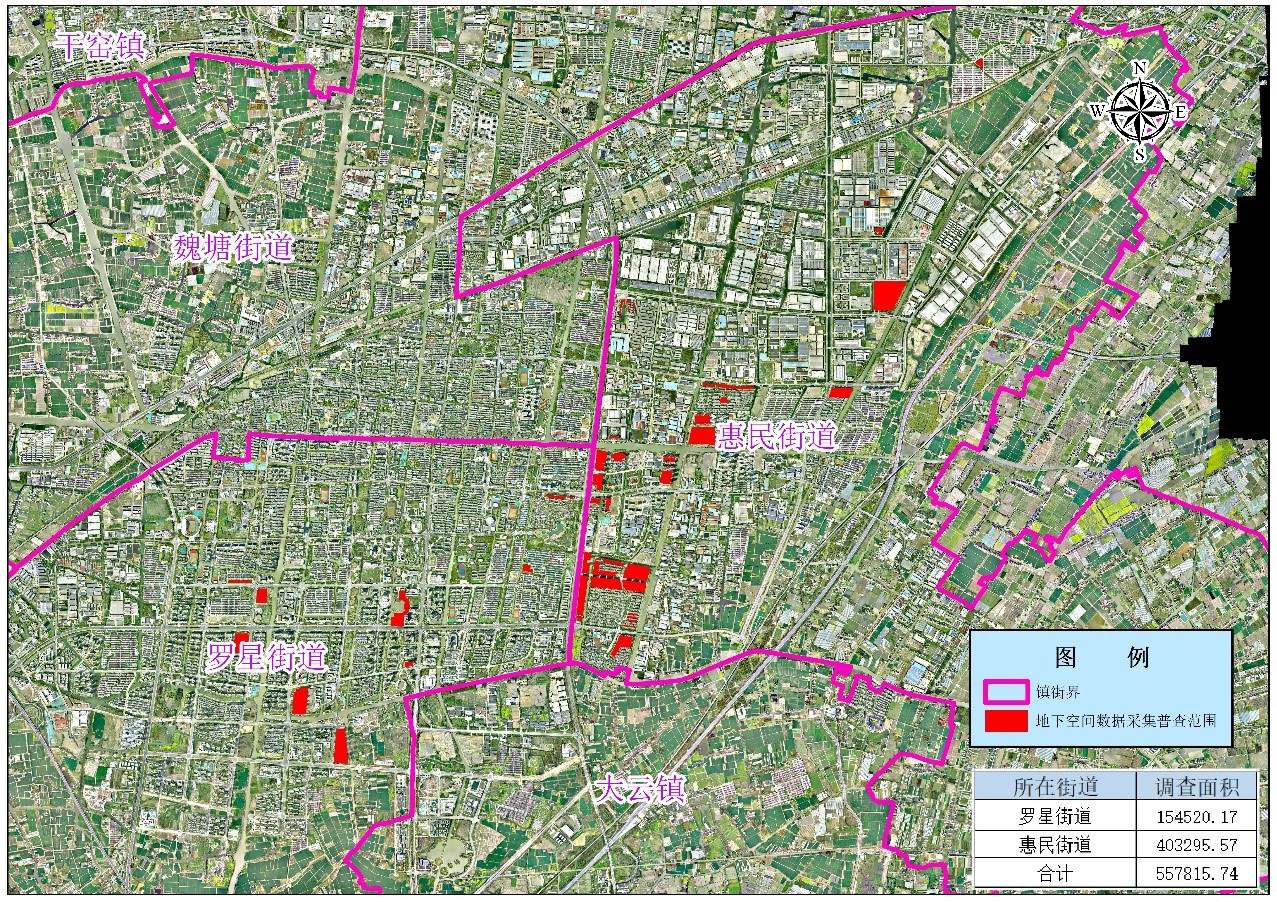 干窑镇
N
W E
S
魏塘街道
惠民街道
罗星街道
大云镇
图 例
镇街界
地下空间数据采集普查范围
所在街道 调查面积
罗星街道 154520.17
惠民街道 403295.57
合计 557815.74